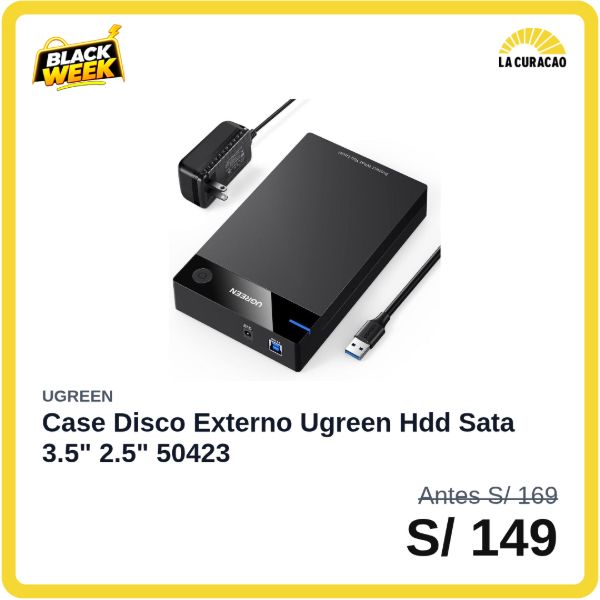 BLACK
WEEK
LA CURACAO
UGREEN
UGREEN
Case Disco Externo Ugreen Hdd Sata
3.5" 2.5" 50423
Antes S/ 169
S/ 149